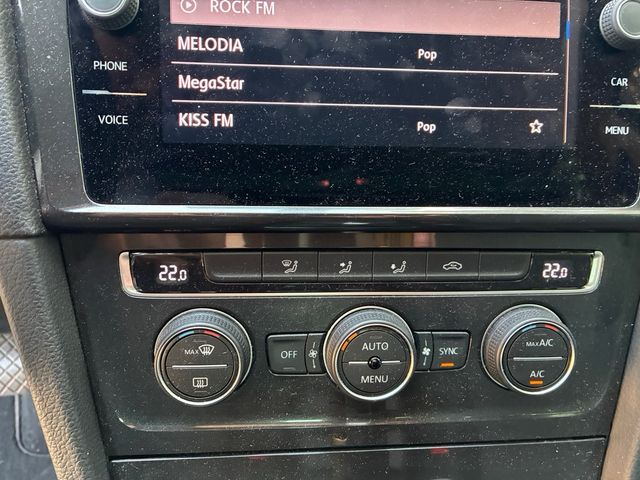 ROCK FM
MELODIA
Pop
MegaStar
KISS FM
Pop
PHONE
VOICE
CAR
MENU
22.0
22.0
MAX
OFF
AUTO
MENU
SYNC
MAX A/C
A/C